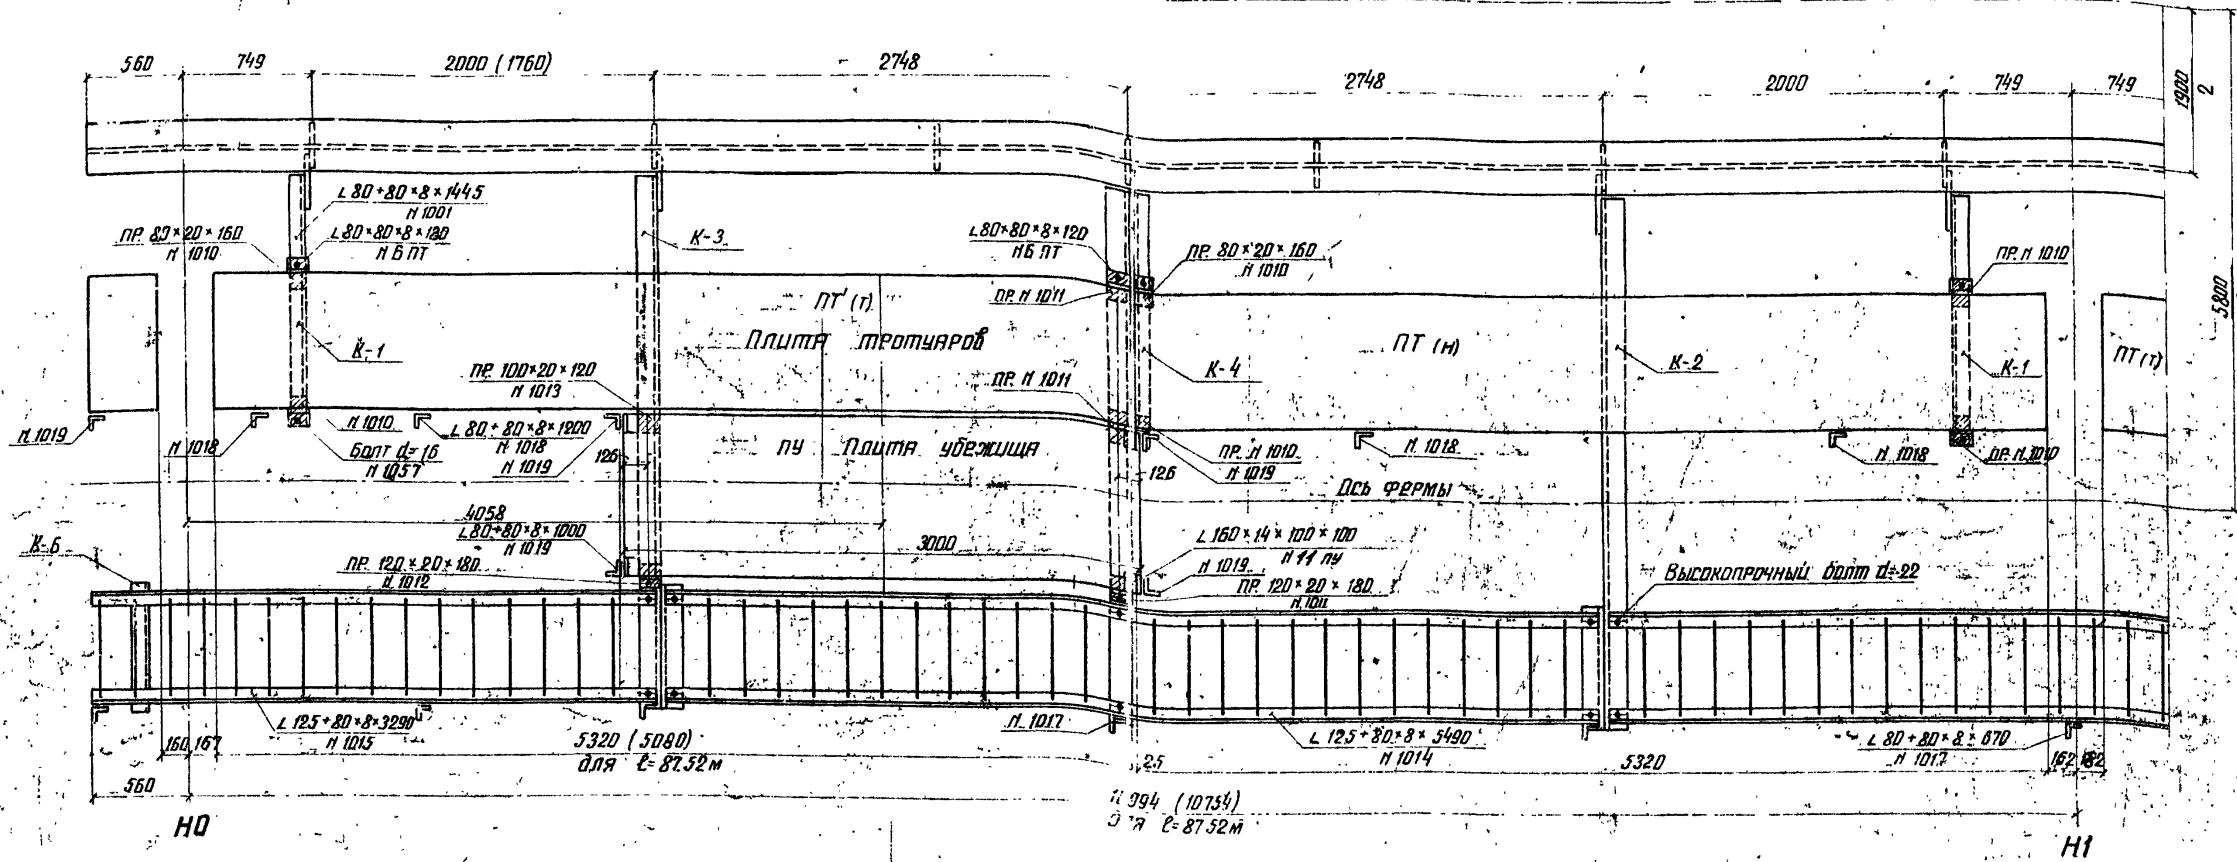 560
749
2000 (1760)
2748
2748
2000
749
749
1900
2
5800
L 80×80×8×1445
N 1001
ПР. 80×20×160
N 1010
L 80×80×8×120
N Б ПТ
К-3
L 80×80×8×120
N Б ПТ
ПР. 80×20×160
N 1010
ПР. N 1010
ПР. N 1011
ПТ (т)
Плита тротуаров
ПТ (н)
ПТ (т)
К-1
К-4
К-2
К-1
ПР. 100×20×120
N 1013
ПР. N 1011
N 1019
N 1018
N 1010
Болт d=16
N 1057
L 80×80×8×1200
N 1018
N 1019
126
ПУ Плита убежища
126
ПР. N 1010
N 1019
N 1018
N 1018
ПР. N 1010
Ось фермы
4058
L 80×80×8×1000
N 1019
3000
L 160×14×100×100
N 11 ПУ
К-6
ПР. 120×20×180
N 1012
N 1019
ПР. 120×20×180
N 1011
Высокопрочный болт d=22
L 125×80×8×3290
N 1015
N 1017
L 125×80×8×5490
N 1014
L 80×80×8×670
N 1017
160
167
5320 (5080)
для ℓ=87.52 м
25
5320
162
182
560
994 (10754)
ℓ=87.52 м
Н0
Н1